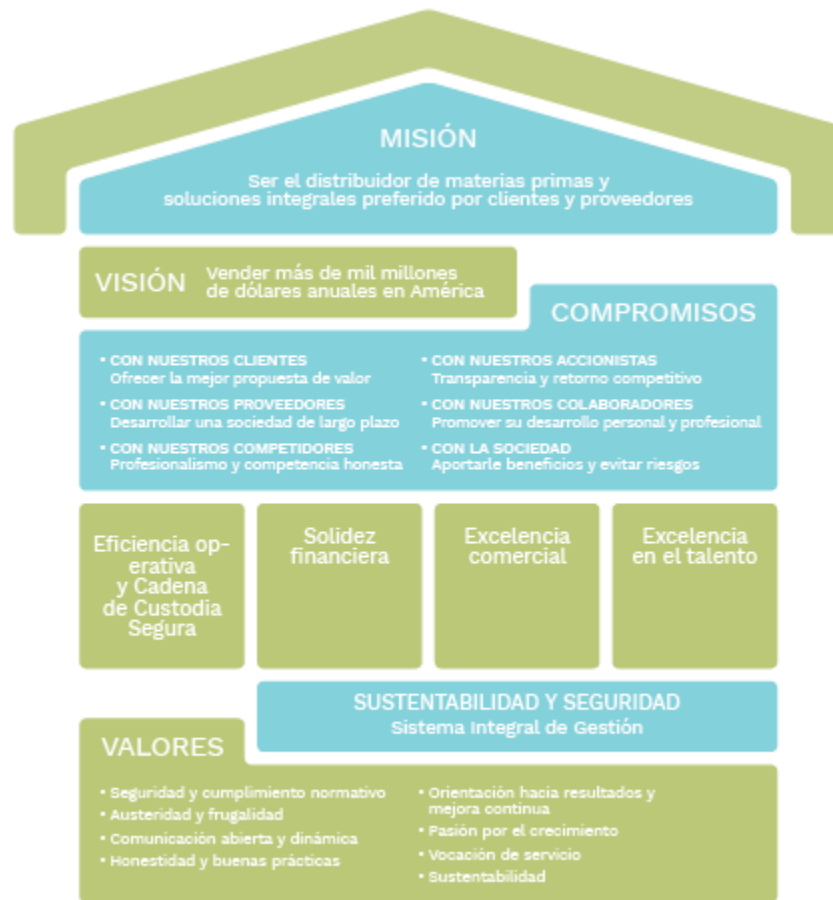 MISIÓN
Ser el distribuidor de materias primas y
soluciones integrales preferido por clientes y proveedores
VISIÓN
Vender más de mil millones
de dólares anuales en América
COMPROMISOS
▪ CON NUESTROS CLIENTES
Ofrecer la mejor propuesta de valor
▪ CON NUESTROS PROVEEDORES
Desarrollar una sociedad de largo plazo
▪ CON NUESTROS COMPETIDORES
Profesionalismo y competencia honesta
▪ CON NUESTROS ACCIONISTAS
Transparencia y retorno competitivo
▪ CON NUESTROS COLABORADORES
Promover su desarrollo personal y profesional
▪ CON LA SOCIEDAD
Aportarle beneficios y evitar riesgos
Eficiencia op-
erativa
y Cadena
de Custodia
Segura
Solidez
financiera
Excelencia
comercial
Excelencia
en el talento
SUSTENTABILIDAD Y SEGURIDAD
Sistema Integral de Gestión
VALORES
▪ Seguridad y cumplimiento normativo
▪ Austeridad y frugalidad
▪ Comunicación abierta y dinámica
▪ Honestidad y buenas prácticas
▪ Orientación hacia resultados y
mejora continua
▪ Pasión por el crecimiento
▪ Vocación de servicio
▪ Sustentabilidad